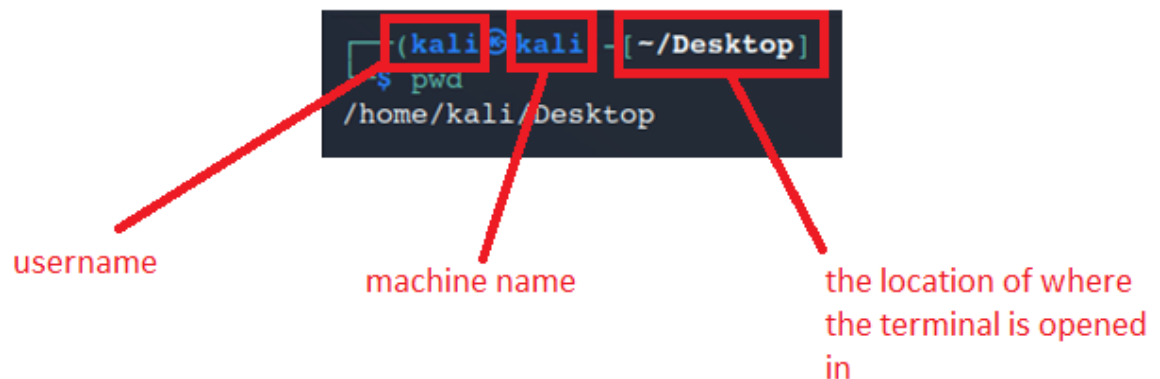 ┌──(kali㉿kali)-[~/Desktop]
└─$ pwd
/home/kali/Desktop
username
machine name
the location of where
the terminal is opened
in